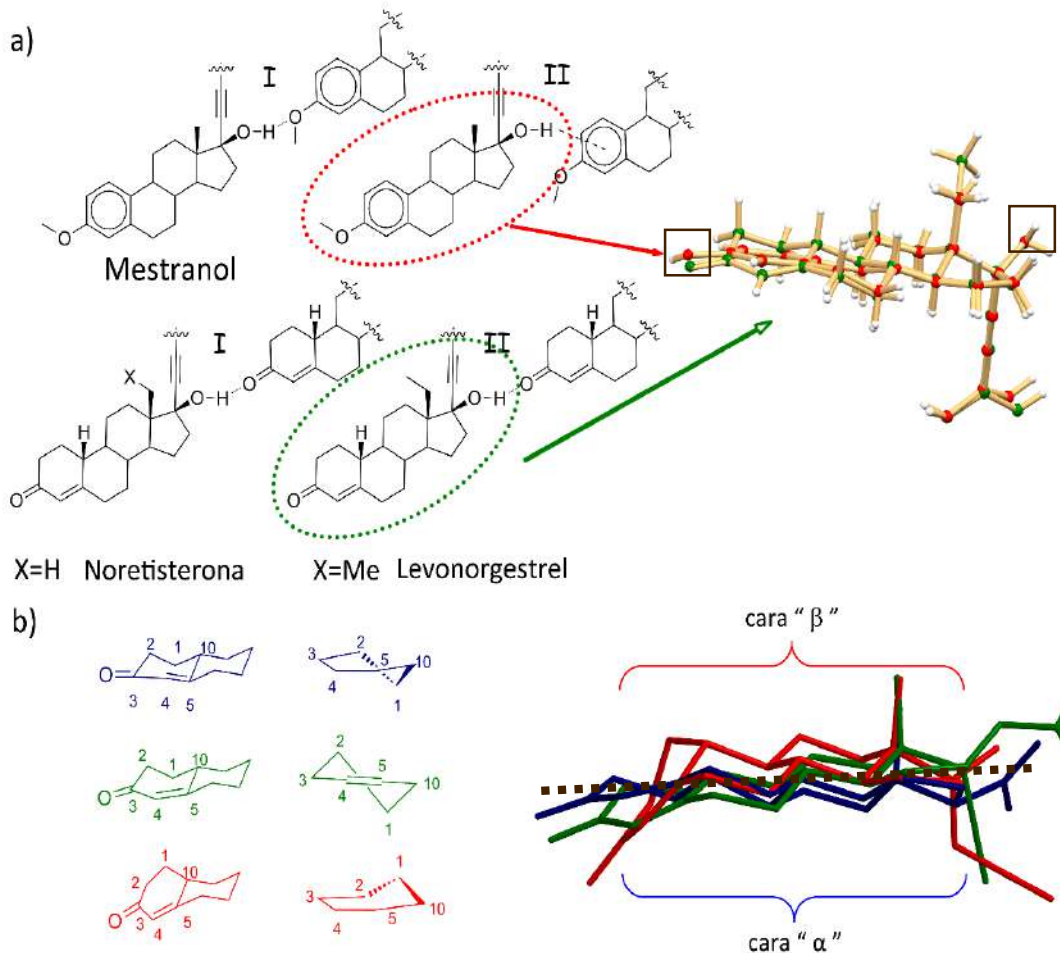 a)
I
II
O-H
O
O
Mestranol
O-H
O
O
H
I
II
H
X
O-H
O
H
O
O-H
O
H
O
X=H Noretisterona X=Me Levonorgestrel
b)
cara " β "
2 1 10
O
3 4 5
2
3 5 10
4
1
2 1 10
O
3 4 5
2
5
3 10
4
1
1
10
2
O
3 5
4
1
2
3
10
4 5
cara " α "